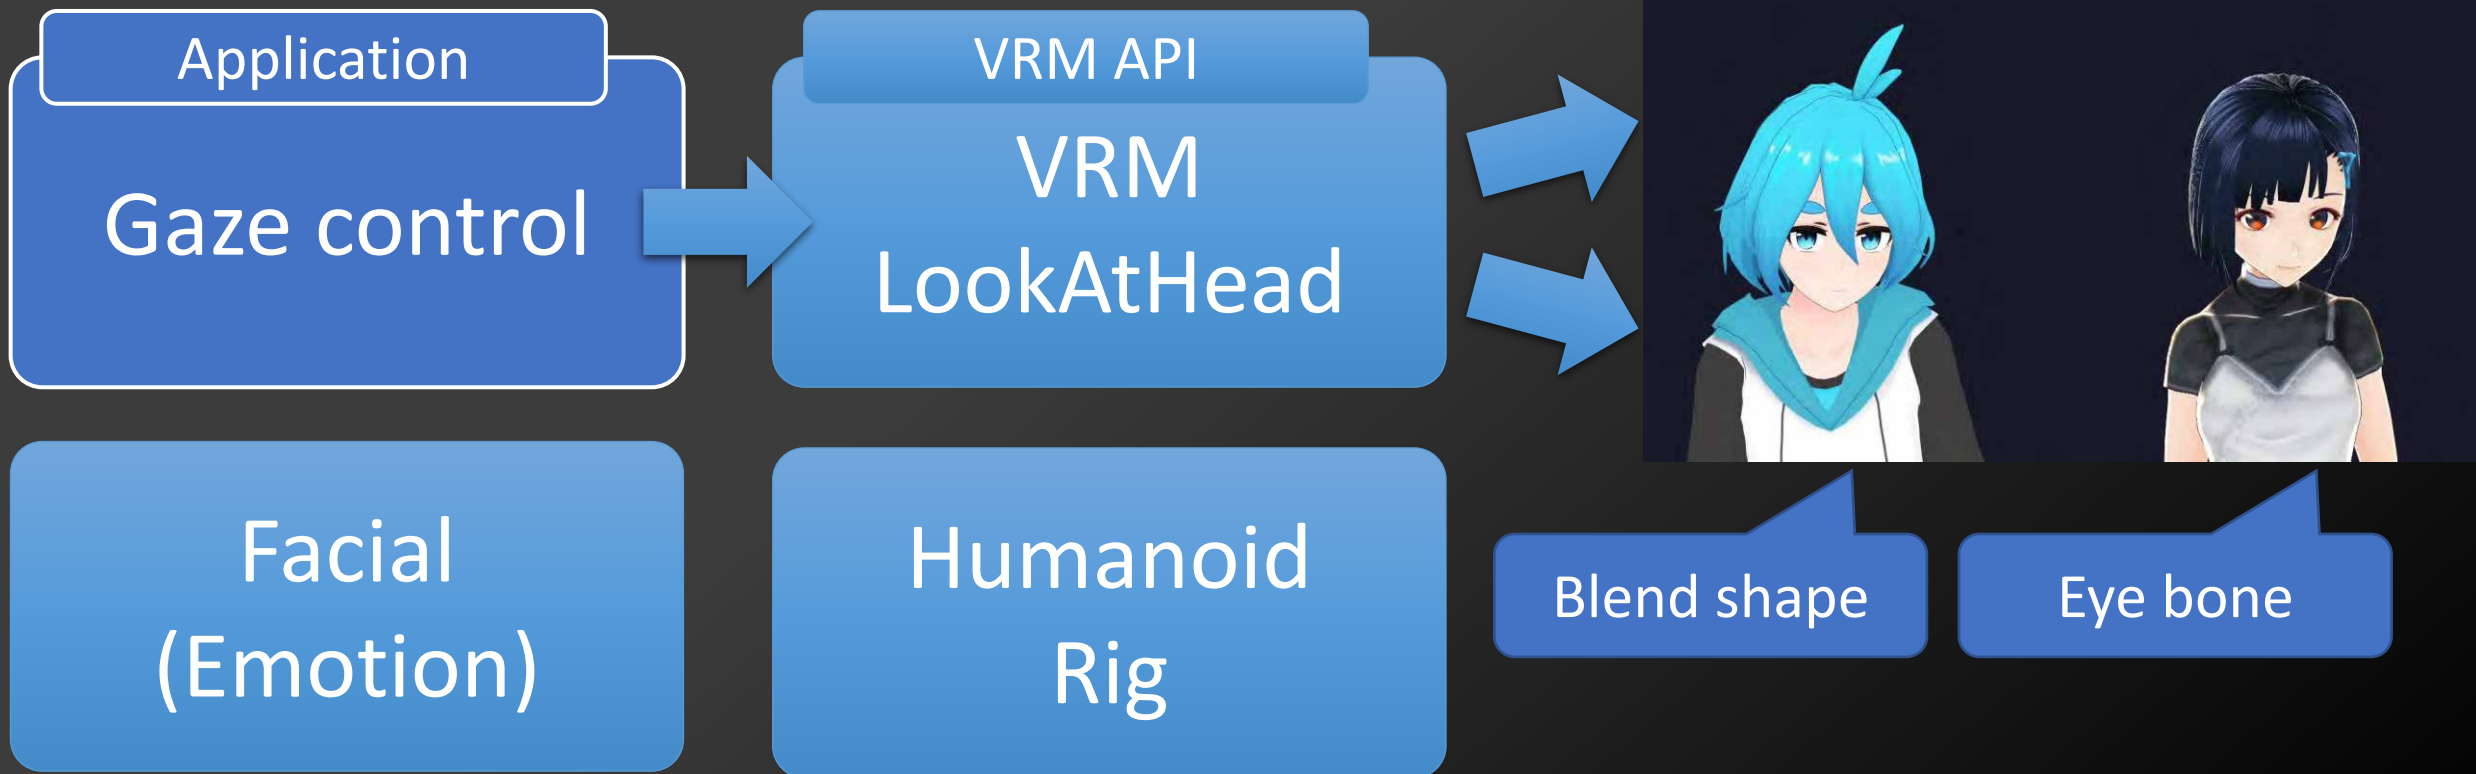 Application
Gaze control
VRM API
VRM
LookAtHead
Facial
(Emotion)
Humanoid
Rig
Blend shape
Eye bone